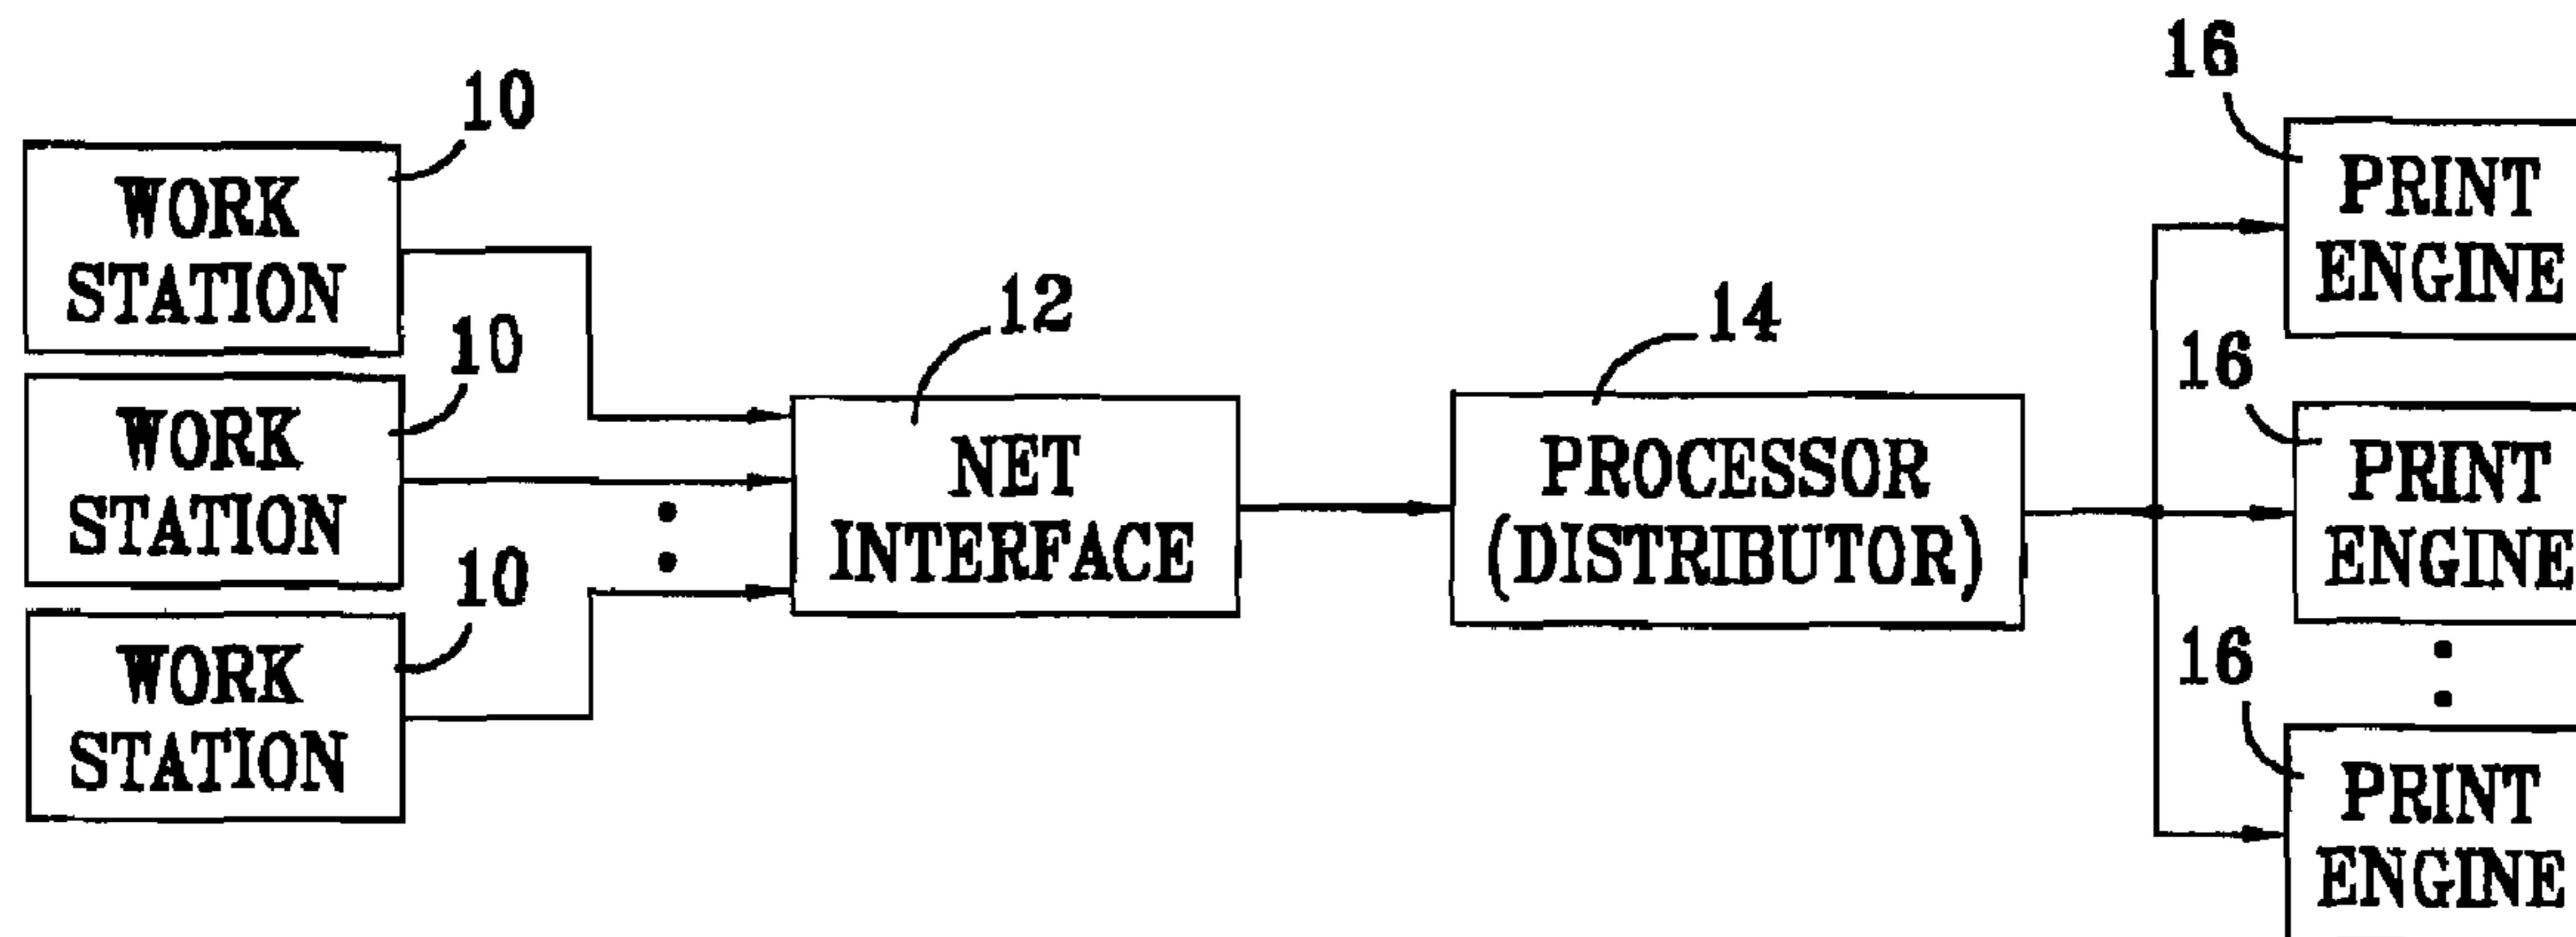 10
WORK
STATION
10
WORK
STATION
10
WORK
STATION
12
NET
INTERFACE
14
PROCESSOR
(DISTRIBUTOR)
16
PRINT
ENGINE
16
PRINT
ENGINE
16
PRINT
ENGINE